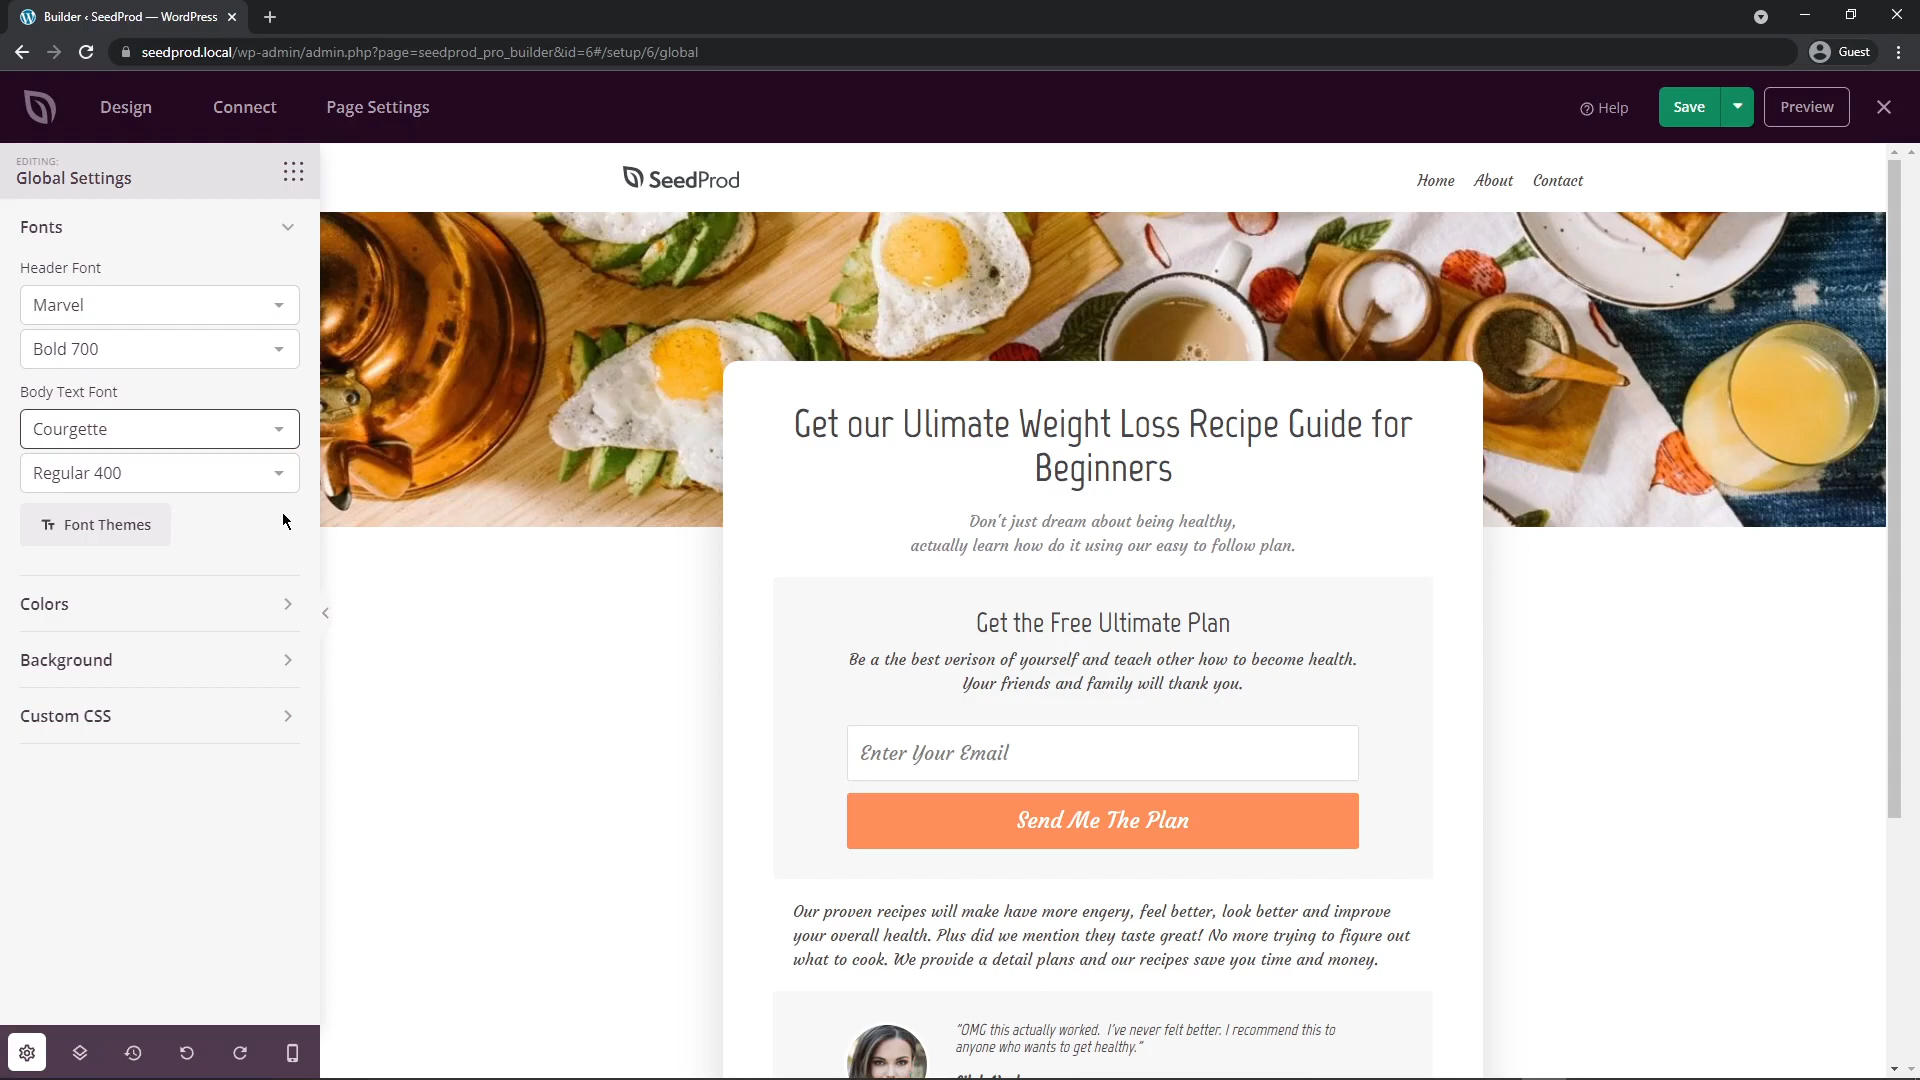 Builder ‹ SeedProd — WordPress
seedprod.local/wp-admin/admin.php?page=seedprod_pro_builder&id=6#/setup/6/global
Guest
Design
Connect
Page Settings
Help
Save
Preview
EDITING:
Global Settings
Fonts
Header Font
Marvel
Bold 700
Body Text Font
Courgette
Regular 400
Font Themes
Colors
Background
Custom CSS
SeedProd
Home
About
Contact
Get our Ulimate Weight Loss Recipe Guide for
Beginners
Don't just dream about being healthy,
actually learn how do it using our easy to follow plan.
Get the Free Ultimate Plan
Be a the best verison of yourself and teach other how to become health.
Your friends and family will thank you.
Enter Your Email
Send Me The Plan
Our proven recipes will make have more engery, feel better, look better and improve
your overall health. Plus did we mention they taste great! No more trying to figure out
what to cook. We provide a detail plans and our recipes save you time and money.
"OMG this actually worked. I've never felt better. I recommend this to
anyone who wants to get healthy."